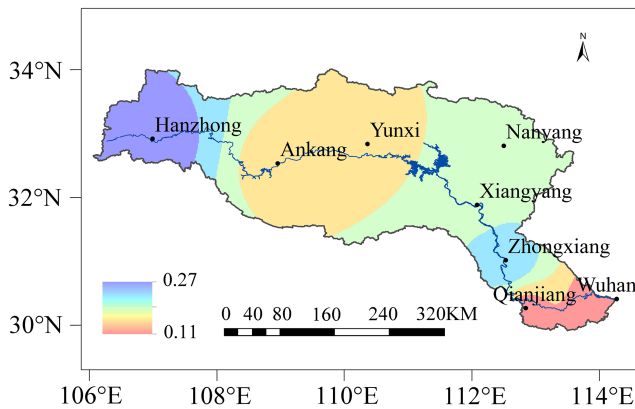 N
34°N
32°N
30°N
Hanzhong
Ankang
Yunxi
Nanyang
Xiangyang
Zhongxiang
Qianjiang
Wuhan
0.27
0.11
0 40 80 160 240 320KM
106°E 108°E 110°E 112°E 114°E